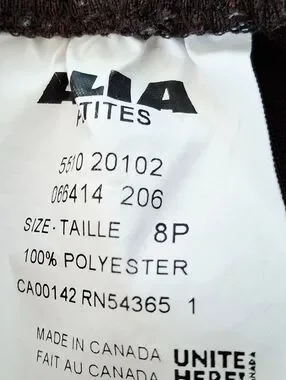 ALIA
PETITES
5510 20102
066414 206
SIZE-TAILLE 8P
100% POLYESTER
CA00142 RN54365 1
MADE IN CANADA
FAIT AU CANADA
UNITE
HERE!
CANADA